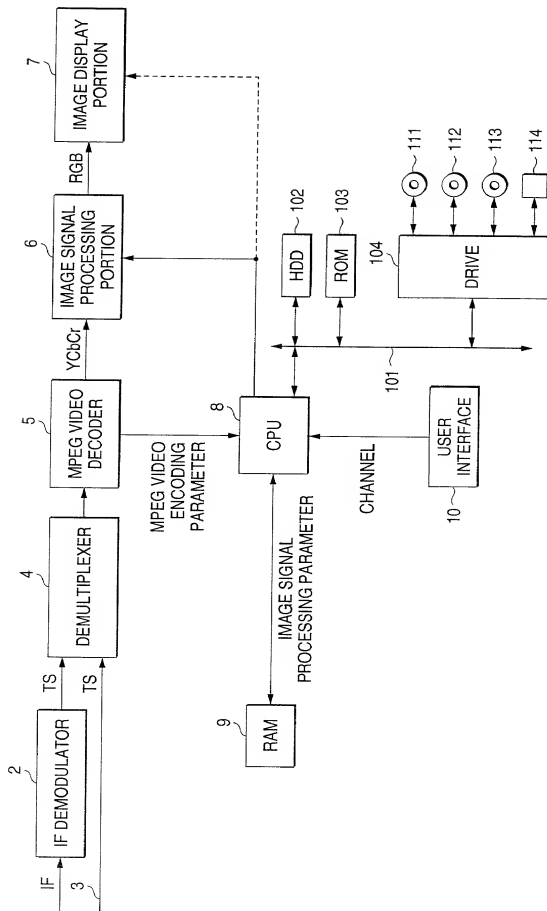 IF
3
2
IF DEMODULATOR
TS
TS
4
DEMULTIPLEXER
5
MPEG VIDEO
DECODER
YCbCr
6
IMAGE SIGNAL
PROCESSING
PORTION
RGB
7
IMAGE DISPLAY
PORTION
MPEG VIDEO
ENCODING
PARAMETER
8
CPU
9
RAM
IMAGE SIGNAL
PROCESSING PARAMETER
CHANNEL
10
USER
INTERFACE
101
102
HDD
103
ROM
104
DRIVE
111
112
113
114